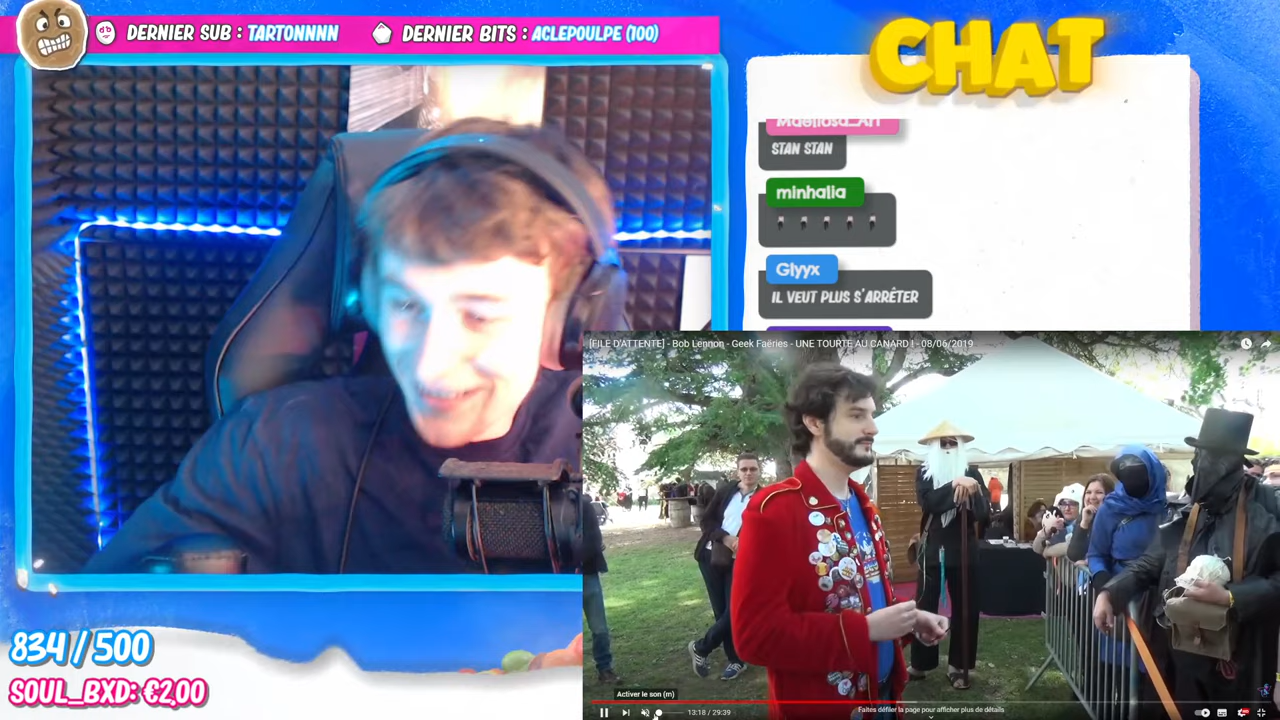 DERNIER SUB : TARTONNNN
DERNIER BITS : ACLEPOULPE (100)
CHAT
Maellosa_Art
STAN STAN
minhalia
Glyyx
IL VEUT PLUS S'ARRÊTER
[FILE D'ATTENTE] - Bob Lennon - Geek Faëries - UNE TOURTE AU CANARD ! - 08/06/2019
834 / 500
SOUL_BXD: €2,00
Activer le son (m)
13:18 / 29:39
Faites défiler la page pour afficher plus de détails